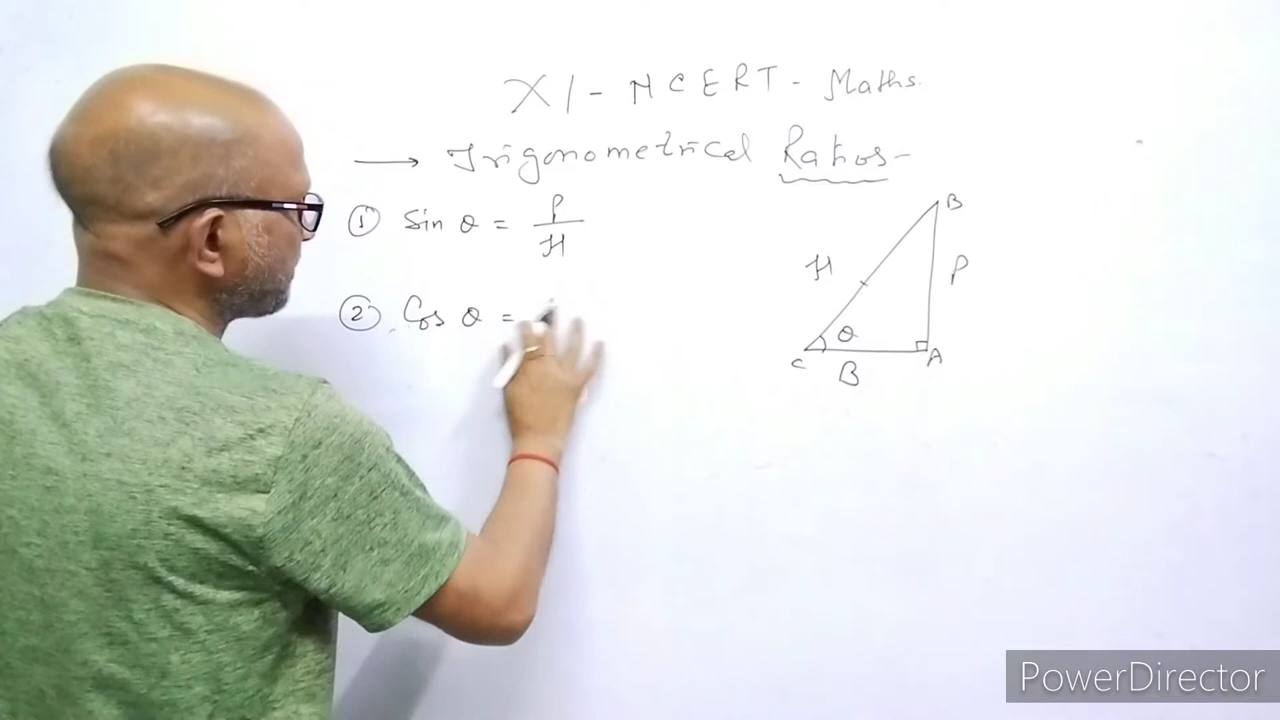 XI - NCERT - Maths.
→ Trigonometrical Ratios -
① Sin θ = P/H
② Cos θ =
B
H
P
θ
C
A
B
PowerDirector